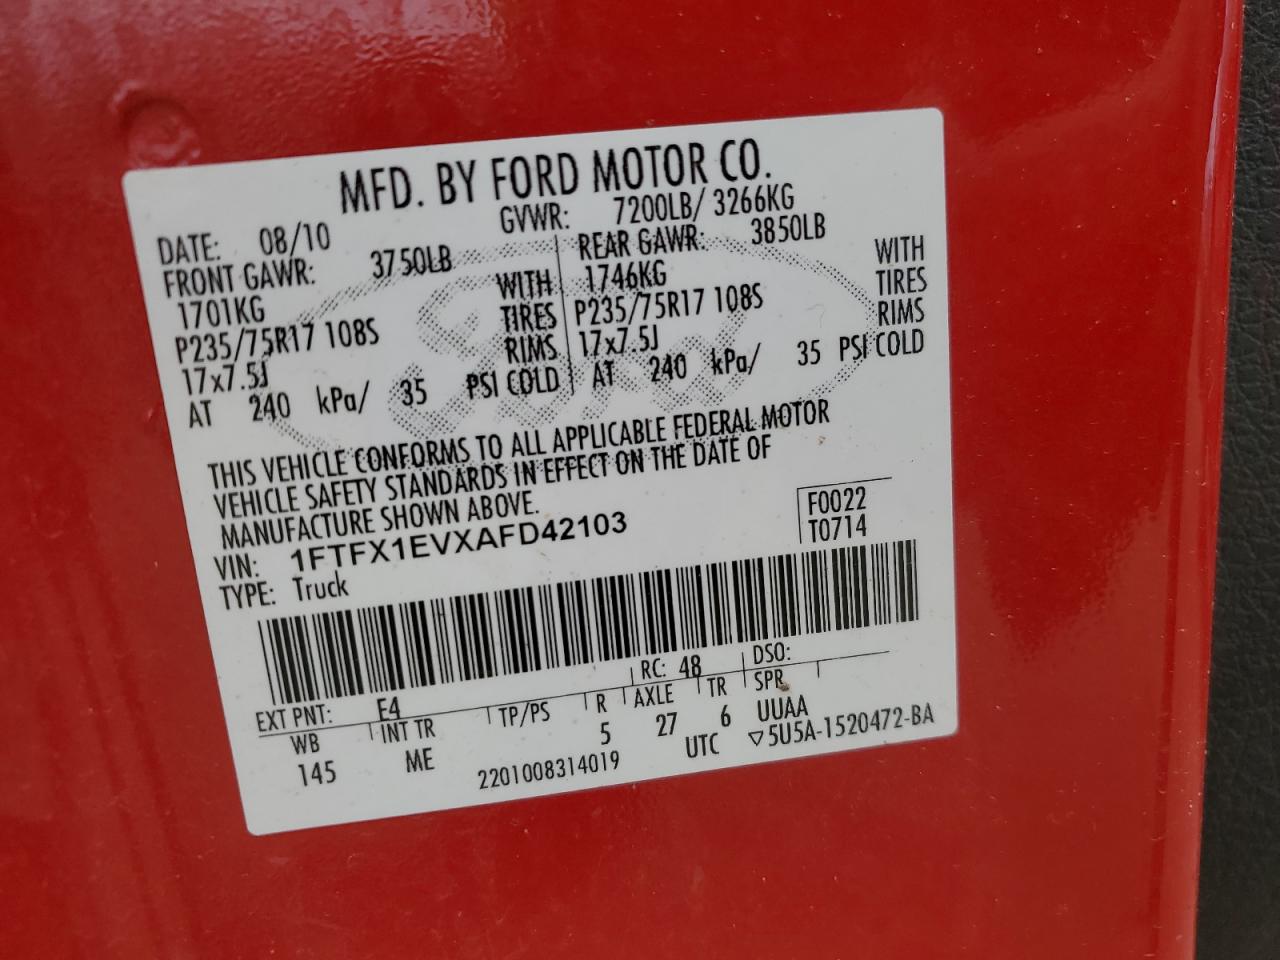 MFD. BY FORD MOTOR CO.
DATE: 08/10 GVWR: 7200LB/ 3266KG
FRONT GAWR: 3750LB REAR GAWR: 3850LB
1701KG WITH 1746KG WITH
P235/75R17 108S TIRES P235/75R17 108S TIRES
17x7.5J RIMS 17x7.5J RIMS
AT 240 kPa/ 35 PSI COLD AT 240 kPa/ 35 PSI COLD
THIS VEHICLE CONFORMS TO ALL APPLICABLE FEDERAL MOTOR
VEHICLE SAFETY STANDARDS IN EFFECT ON THE DATE OF
MANUFACTURE SHOWN ABOVE.
VIN: 1FTFX1EVXAFD42103 F0022
TYPE: Truck T0714
EXT PNT: E4 RC: 48 DSO:
WB INT TR TP/PS R AXLE TR SPR
145 ME 5 27 6 UUAA
2201008314019 UTC ▽5U5A-1520472-BA